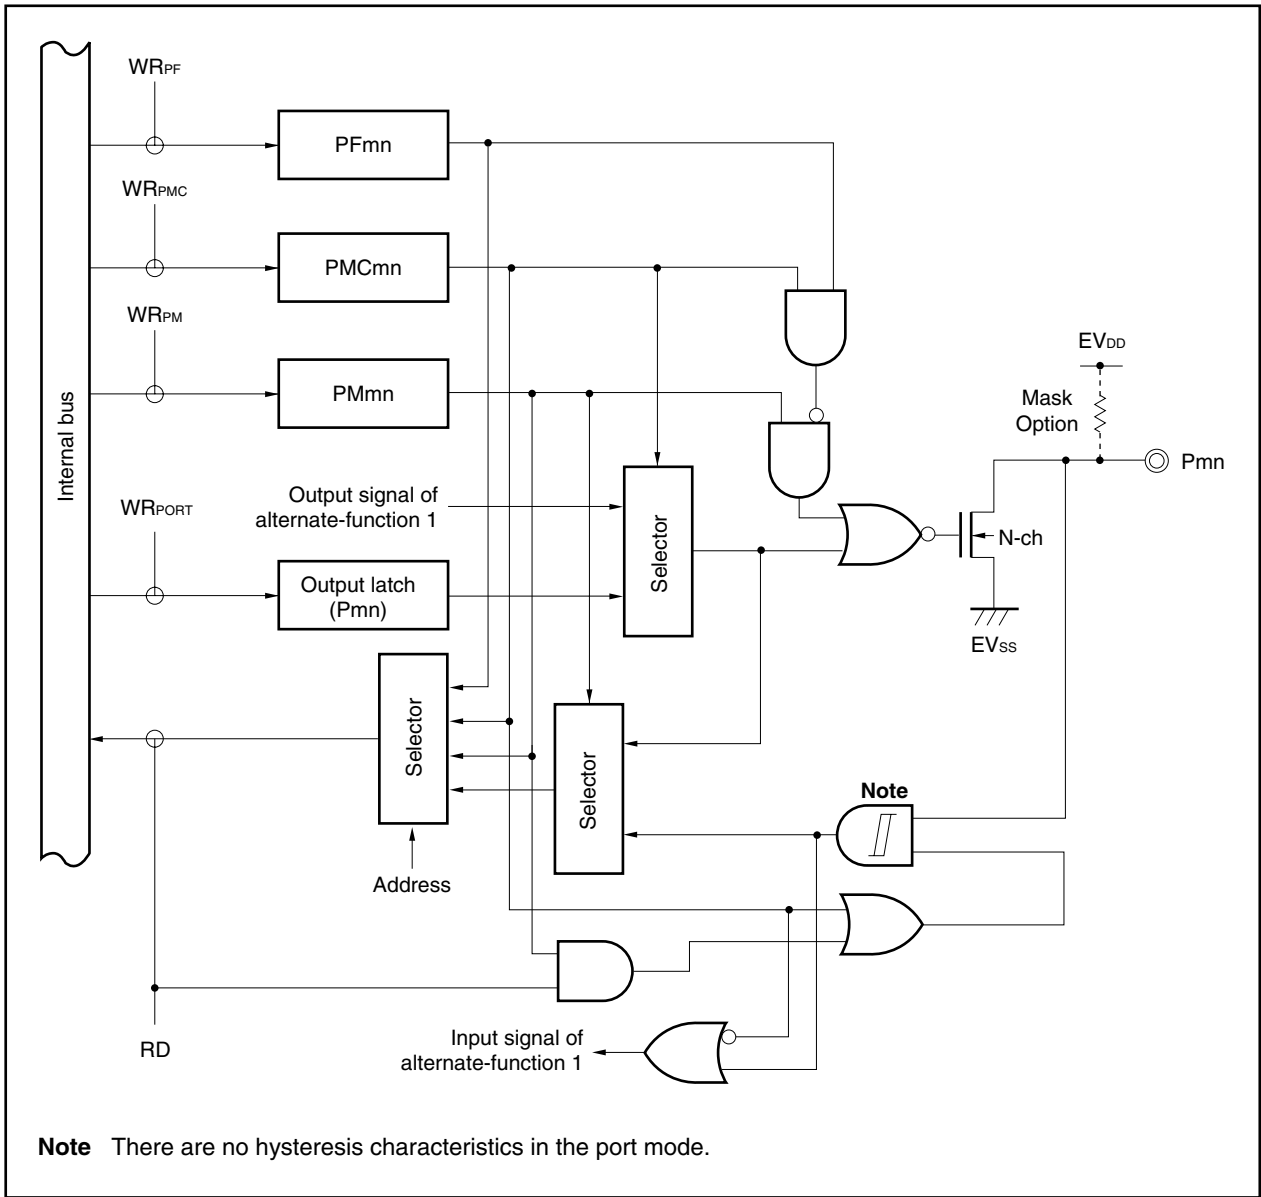 WRPF
PFmn
WRPMC
PMCmn
WRPM
PMmn
EVDD
Mask
Option
Pmn
Internal bus
Output signal of
alternate-function 1
WRPORT
Selector
N-ch
Output latch
(Pmn)
EVSS
Selector
Selector
Note
Address
RD
Input signal of
alternate-function 1
Note There are no hysteresis characteristics in the port mode.